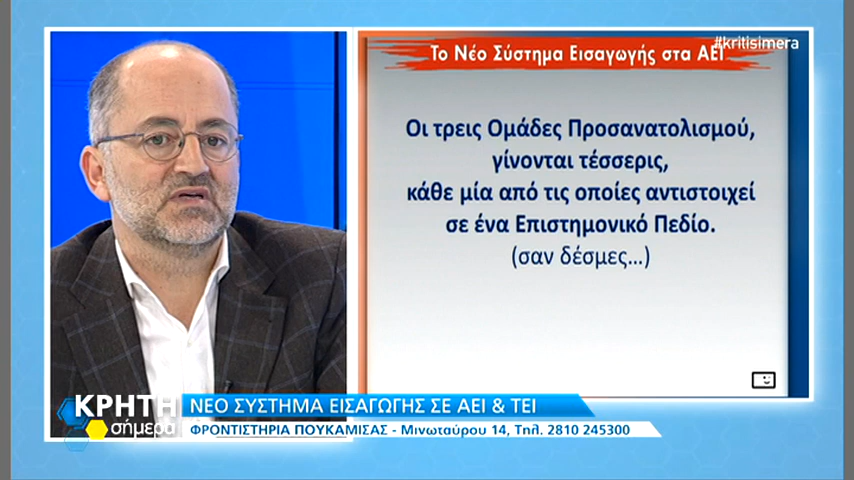 #kritisimera
Το Νέο Σύστημα Εισαγωγής στα ΑΕΙ
Οι τρεις Ομάδες Προσανατολισμού,
γίνονται τέσσερις,
κάθε μία από τις οποίες αντιστοιχεί
σε ένα Επιστημονικό Πεδίο.
(σαν δέσμες...)
ΚΡΗΤΗ
σήμερα
ΝΕΟ ΣΥΣΤΗΜΑ ΕΙΣΑΓΩΓΗΣ ΣΕ ΑΕΙ & ΤΕΙ
ΦΡΟΝΤΙΣΤΗΡΙΑ ΠΟΥΚΑΜΙΣΑΣ - Μινωταύρου 14, Τηλ. 2810 245300